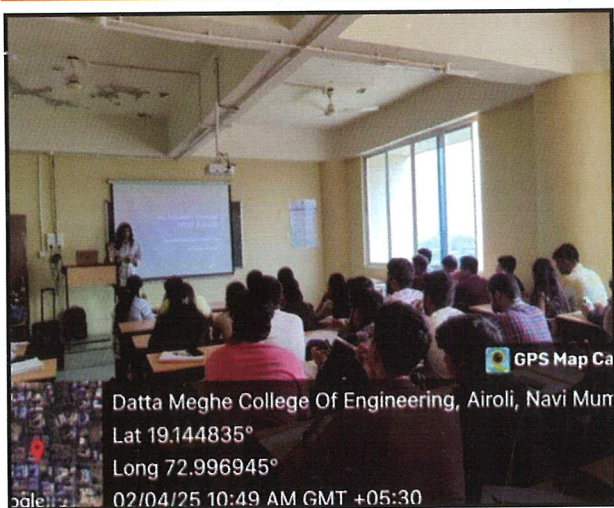 GPS Map Ca
Datta Meghe College Of Engineering, Airoli, Navi Mum
Lat 19.144835°
Long 72.996945°
02/04/25 10:49 AM GMT +05:30
ogle